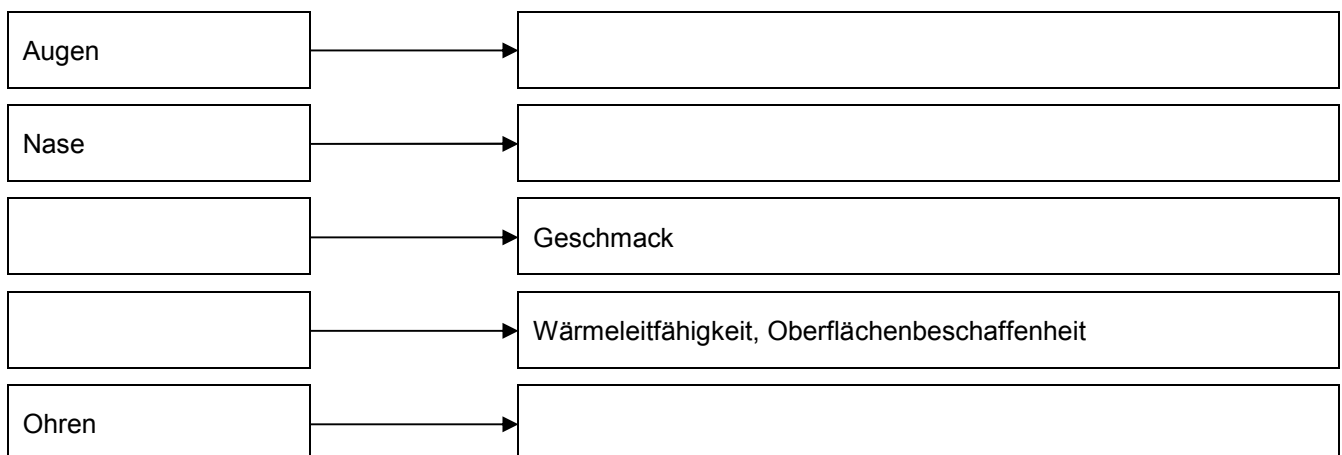 Augen
Nase
Geschmack
Wärmeleitfähigkeit, Oberflächenbeschaffenheit
Ohren